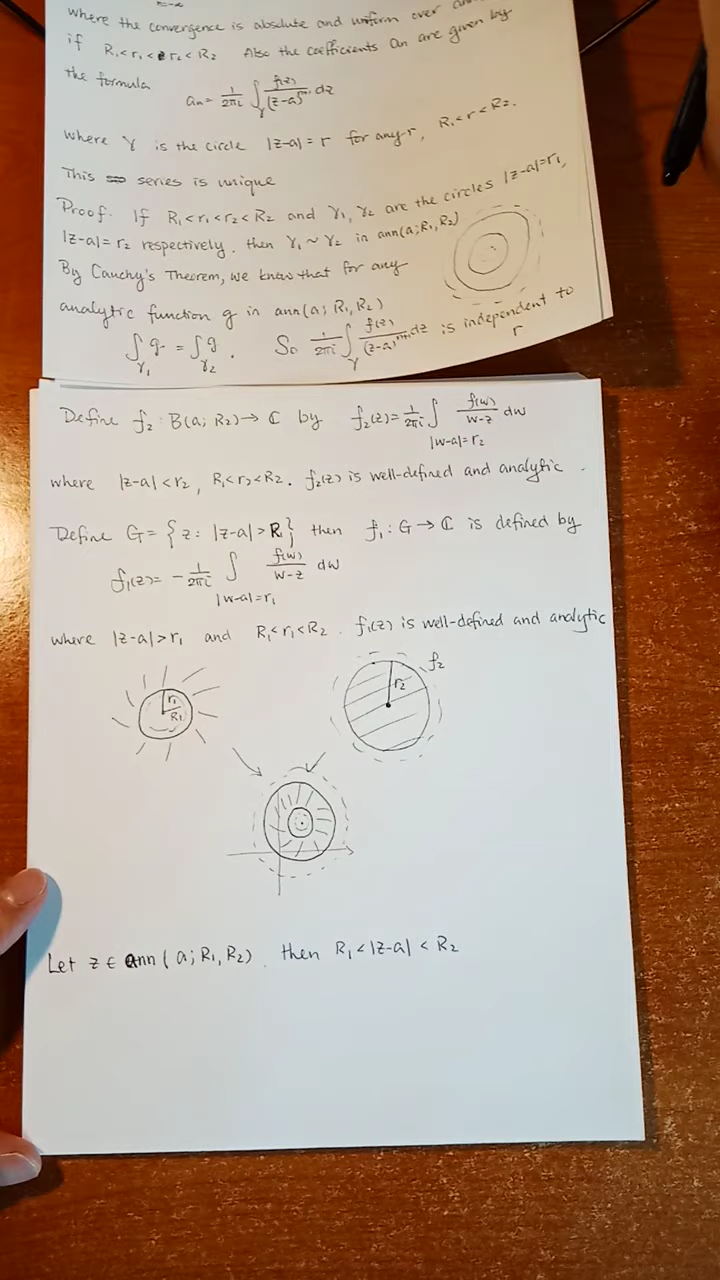 n=-∞
where the convergence is absolute and uniform over
if R₁<r₁<r₂<R₂ Also the coefficients an are given by
the formula
an = 1/2πi ∫γ f(z)/(z-a)ⁿ⁺¹ dz
where γ is the circle |z-a|=r for any r, R₁<r<R₂.
This series is unique
Proof. If R₁<r₁<r₂<R₂ and γ₁, γ₂ are the circles |z-a|=r₁,
|z-a|=r₂ respectively. then γ₁~γ₂ in ann(a;R₁,R₂)
By Cauchy's Theorem, we know that for any
analytic function g in ann(a; R₁, R₂)
∫γ₁ g = ∫γ₂ g. So 1/2πi ∫γ f(z)/(z-a)ⁿ⁺¹ dz is independent to
r
Define f₂: B(a; R₂) → ℂ by f₂(z) = 1/2πi ∫ f(w)/w-z dw
|w-a|=r₂
where |z-a|<r₂, R₁<r₂<R₂. f₂(z) is well-defined and analytic.
Define G = {z: |z-a|>R₁} then f₁: G → ℂ is defined by
f₁(z) = - 1/2πi ∫ f(w)/w-z dw
|w-a|=r₁
where |z-a|>r₁ and R₁<r₁<R₂. f₁(z) is well-defined and analytic
f₂
r₁
r₂
R₁
Let z ∈ ann(a; R₁, R₂). then R₁<|z-a|<R₂